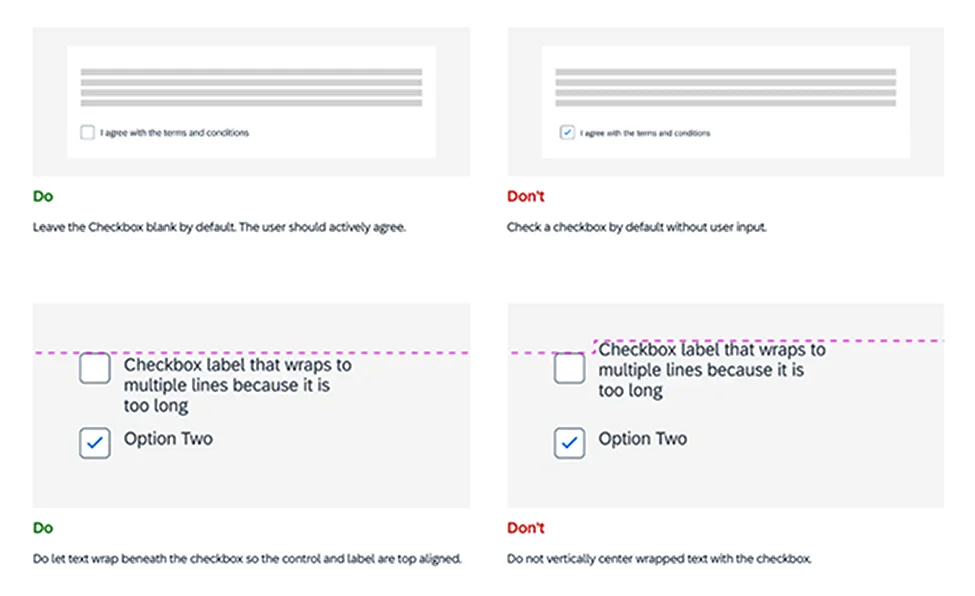 I agree with the terms and conditions
I agree with the terms and conditions
Do
Leave the Checkbox blank by default. The user should actively agree.
Don't
Check a checkbox by default without user input.
Checkbox label that wraps to
multiple lines because it is
too long
Option Two
Checkbox label that wraps to
multiple lines because it is
too long
Option Two
Do
Do let text wrap beneath the checkbox so the control and label are top aligned.
Don't
Do not vertically center wrapped text with the checkbox.